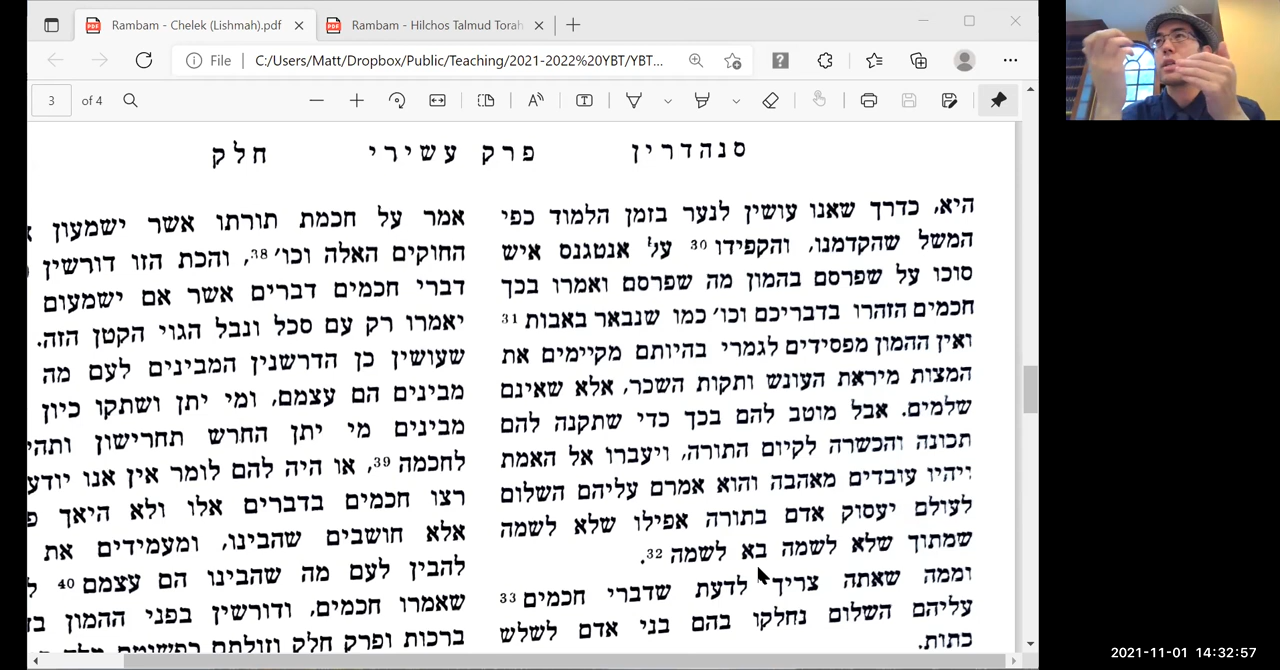 Rambam - Chelek (Lishmah).pdf
Rambam - Hilchos Talmud Torah
File
C:/Users/Matt/Dropbox/Public/Teaching/2021-2022%20YBT/YBT...
3 of 4
סנהדרין פרק עשירי חלק
היא, כדרך שאנו עושין לנער בזמן הלמוד כפי
המשל שהקדמנו, והקפידו 30 על אנטגנס איש
סוכו על שפרסם בהמון מה שפרסם ואמרו בכך
חכמים הזהרו בדבריכם וכו' כמו שנבאר באבות 31
ואין ההמון מפסידים לגמרי בהיותם מקיימים את
המצות מיראת העונש ותקות השכר, אלא שאינם
שלמים. אבל מוטב להם בכך כדי שתקנה להם
תכונה והכשרה לקיום התורה, ויעברו אל האמת
ויהיו עובדים מאהבה והוא אמרם עליהם השלום
לעולם יעסוק אדם בתורה אפילו שלא לשמה
שמתוך שלא לשמה בא לשמה 32.
וממה שאתה צריך לדעת שדברי חכמים 33
עליהם השלום נחלקו בהם בני אדם לשלש
כתות.
אמר על חכמת תורתו אשר ישמעון
החוקים האלה וכו' 38, והכת הזו דורשין
דברי חכמים דברים אשר אם ישמעום
יאמרו רק עם סכל ונבל הגוי הקטן הזה.
שעושין כן הדרשנין המבינים לעם מה
מבינים הם עצמם, ומי יתן ושתקו כיון
מבינים מי יתן החרש תחרישון
לחכמה 39, או היה להם לומר אין אנו
רצו חכמים בדברים אלו ולא היאך
אלא חושבים שהבינו, ומעמידים את
להבין לעם מה שהבינו הם עצמם 40
שאמרו חכמים, ודורשין בפני ההמון
ברכות ופרק חלק וזולתם
2021-11-01 14:32:57